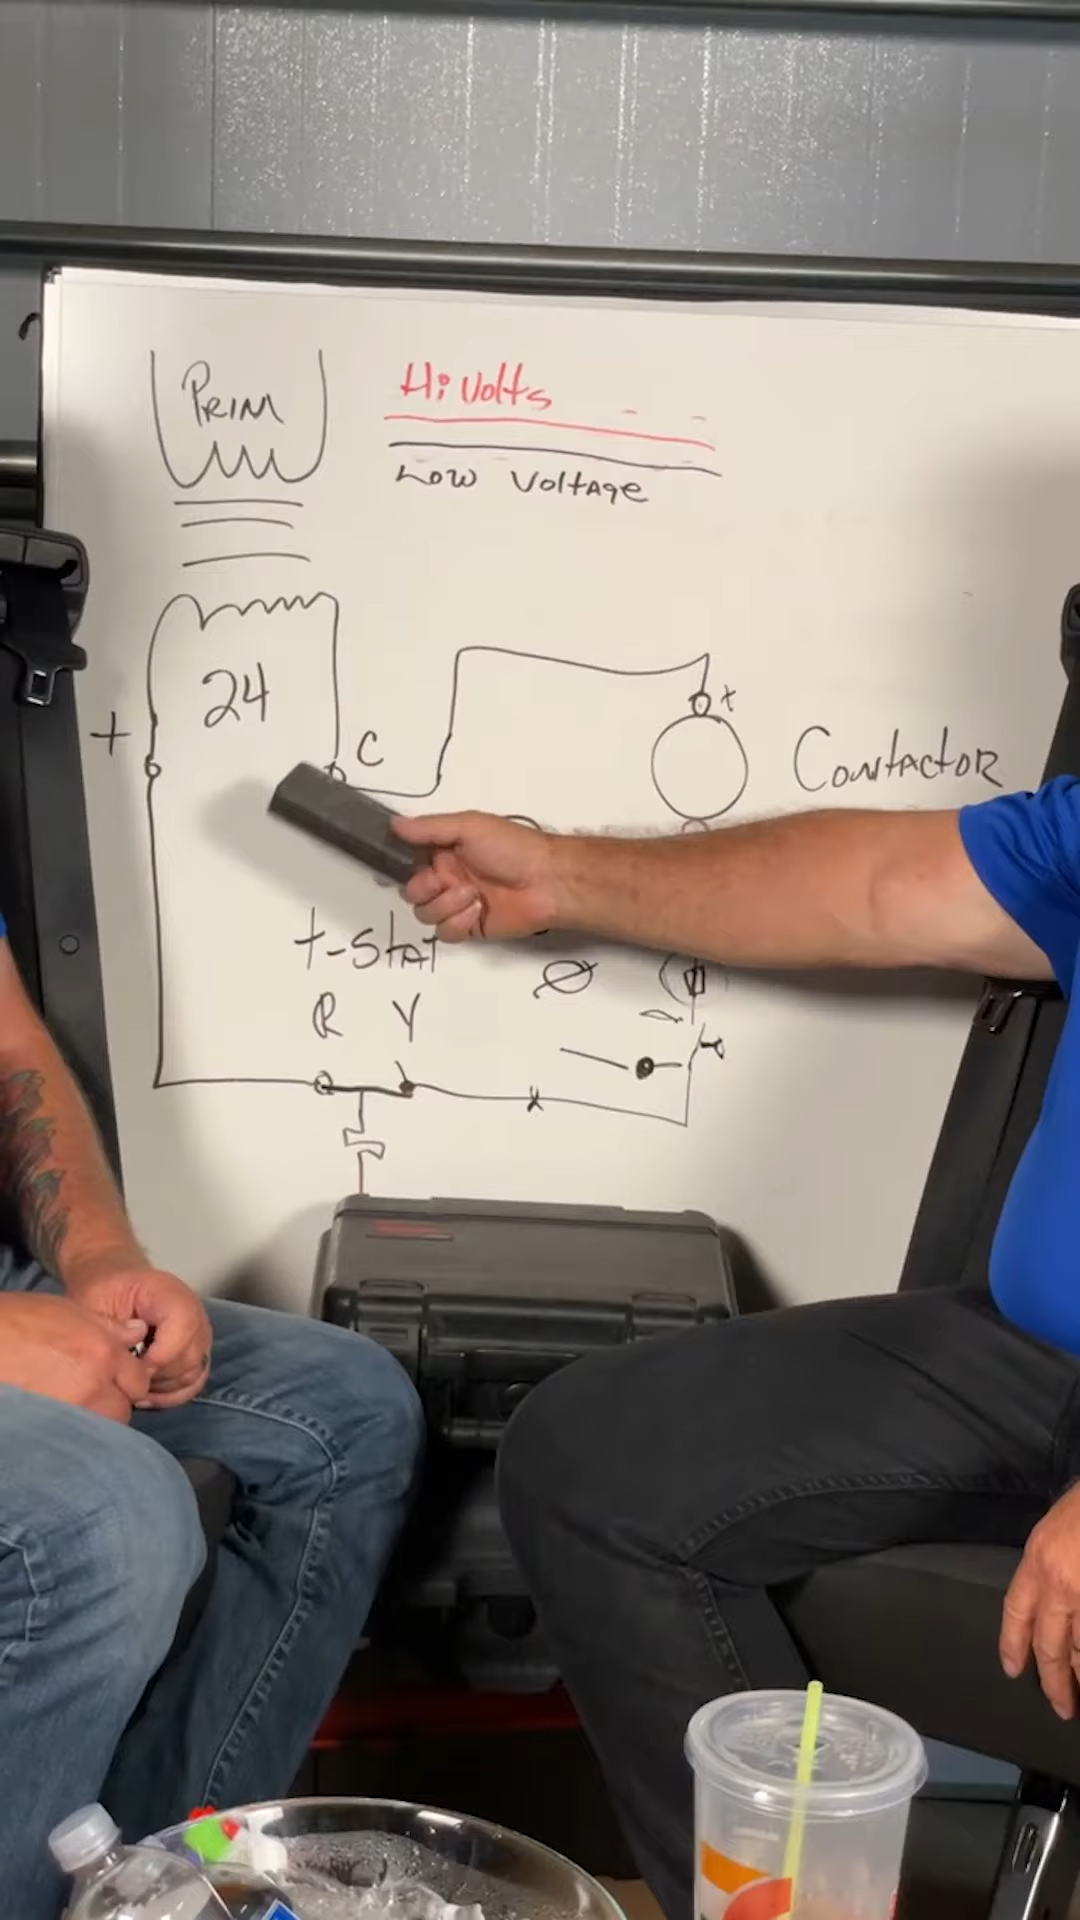 PRIM
Hi Volts
Low Voltage
24
+
C
Contactor
t-STAT
R Y